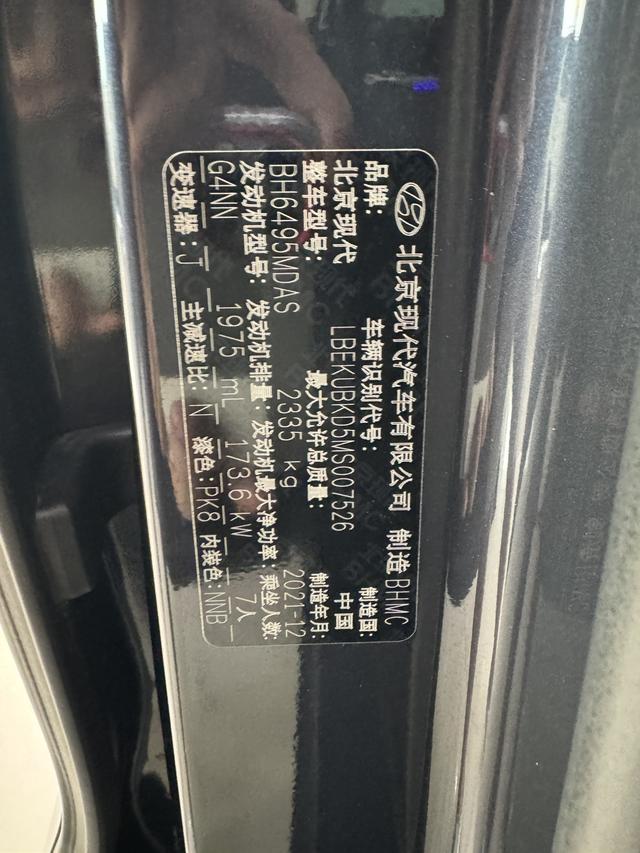 北京现代汽车有限公司 制造 BHMC
品牌: 车辆识别代号: 制造国:
北京现代 LBEKUBKD5MS007526 中国
整车型号: 最大允许总质量: 制造年月:
BH6495MDAS 2335 kg 2021-12
发动机型号: 发动机排量: 发动机最大净功率: 乘坐人数:
G4NN 1975 mL 173.6 kW 7人
变速器: J 主减速比: N 漆色: PK8 内装色: NNB